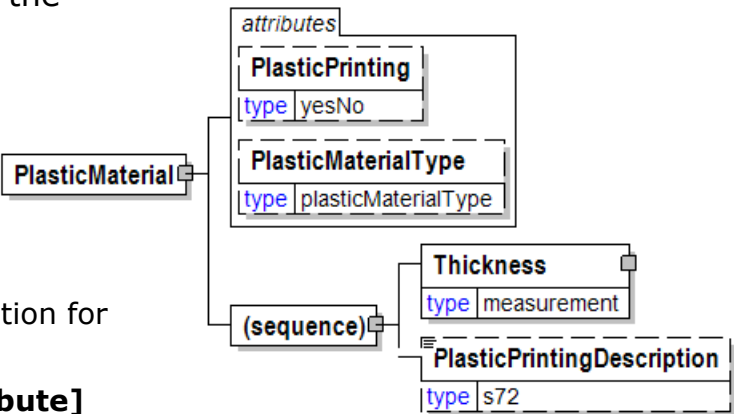 the
attributes
PlasticPrinting
type yesNo
PlasticMaterialType
type plasticMaterialType
PlasticMaterial
Thickness
type measurement
tion for
(sequence)
PlasticPrintingDescription
type s72
bute]